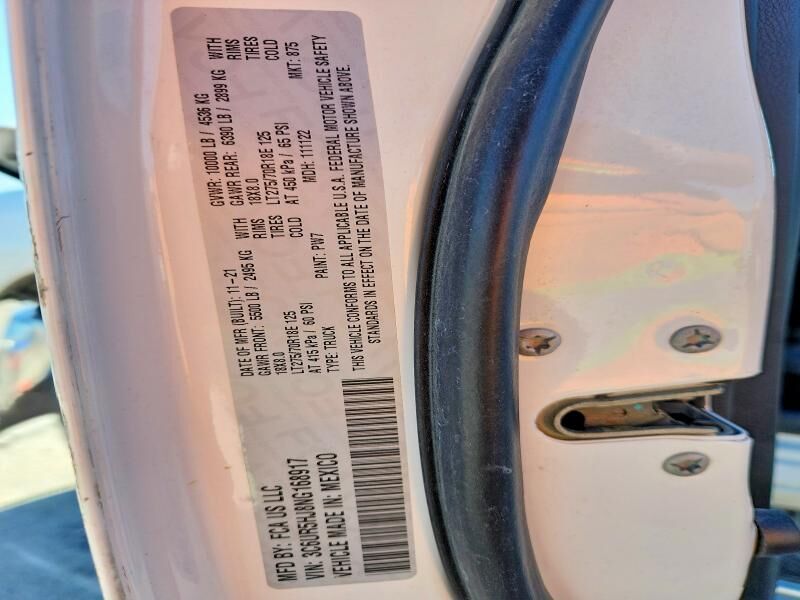 MFD BY: FCA US LLC
DATE OF MFR (BUILT): 11-21 GVWR: 10000 LB / 4536 KG
GAWR FRONT: 5500 LB / 2495 KG WITH GAWR REAR: 6390 LB / 2899 KG WITH
18X8.0 RIMS 18X8.0 RIMS
LT275/70R18E 125 TIRES LT275/70R18E 125 TIRES
AT 415 kPa / 60 PSI COLD AT 450 kPa / 65 PSI COLD
TYPE: TRUCK PAINT: PW7 MDH: 111122 MKT: 875
THIS VEHICLE CONFORMS TO ALL APPLICABLE U.S.A. FEDERAL MOTOR VEHICLE SAFETY
STANDARDS IN EFFECT ON THE DATE OF MANUFACTURE SHOWN ABOVE.
VIN: 3C6UR5HJ8NG168917
VEHICLE MADE IN: MEXICO